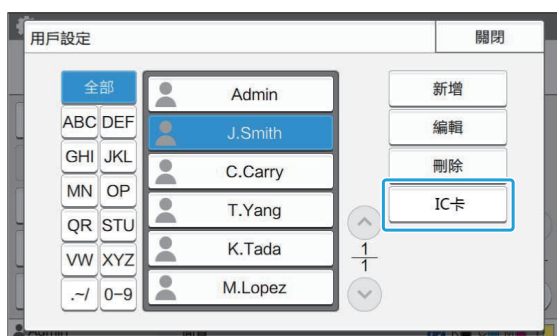 用戶設定
關閉
全部
ABC DEF
GHI JKL
MN OP
QR STU
VW XYZ
.~/ 0~9
Admin
J.Smith
C.Carry
T.Yang
K.Tada
M.Lopez
1
1
新增
編輯
刪除
IC卡